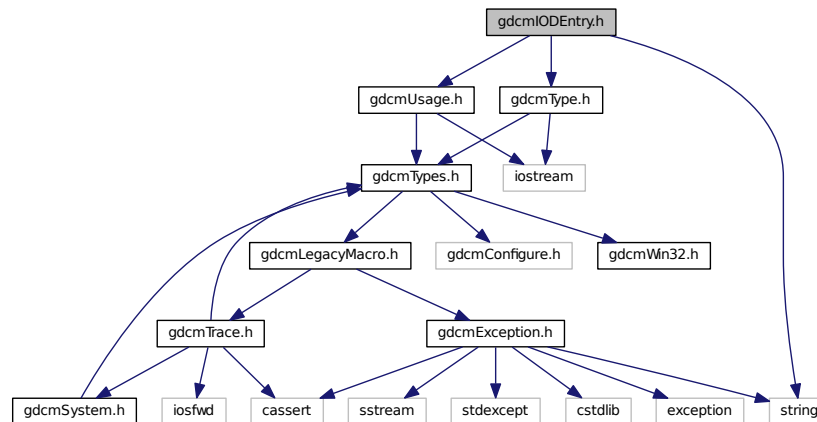 gdcmIODEntry.h
gdcmUsage.h
gdcmType.h
gdcmTypes.h
iostream
gdcmLegacyMacro.h
gdcmConfigure.h
gdcmWin32.h
gdcmTrace.h
gdcmException.h
gdcmSystem.h
iosfwd
cassert
sstream
stdexcept
cstdlib
exception
string